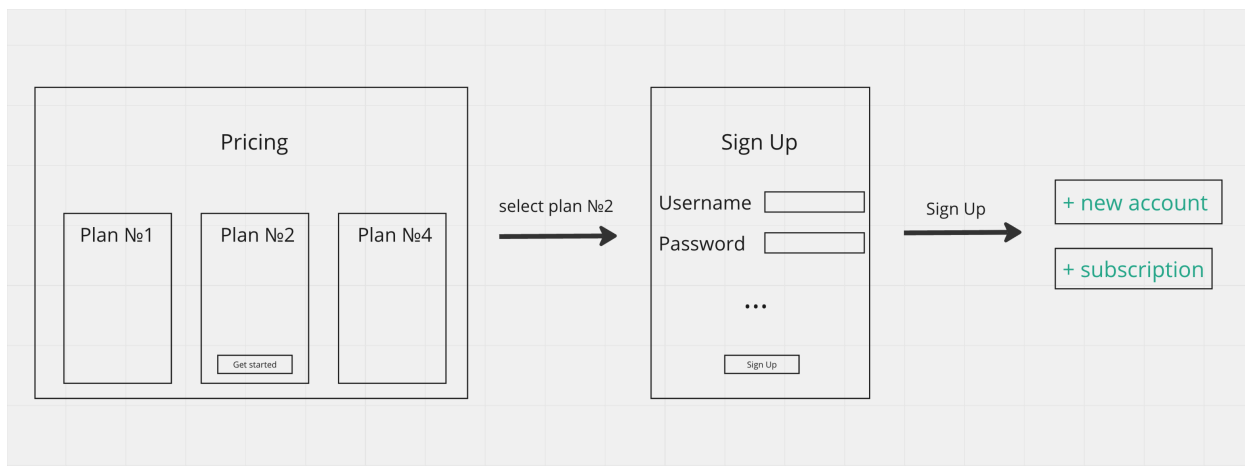 Pricing
Plan №1
Plan №2
Plan №4
Get started
select plan №2
Sign Up
Username
Password
...
Sign Up
Sign Up
+ new account
+ subscription